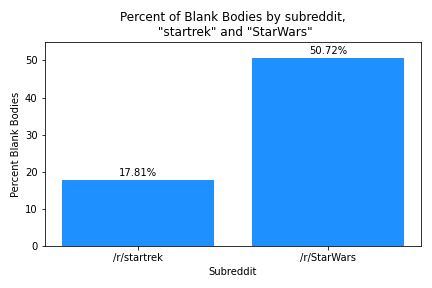 Percent of Blank Bodies by subreddit,
"startrek" and "StarWars"
50.72%
17.81%
50
40
30
20
10
0
Percent Blank Bodies
/r/startrek
/r/StarWars
Subreddit